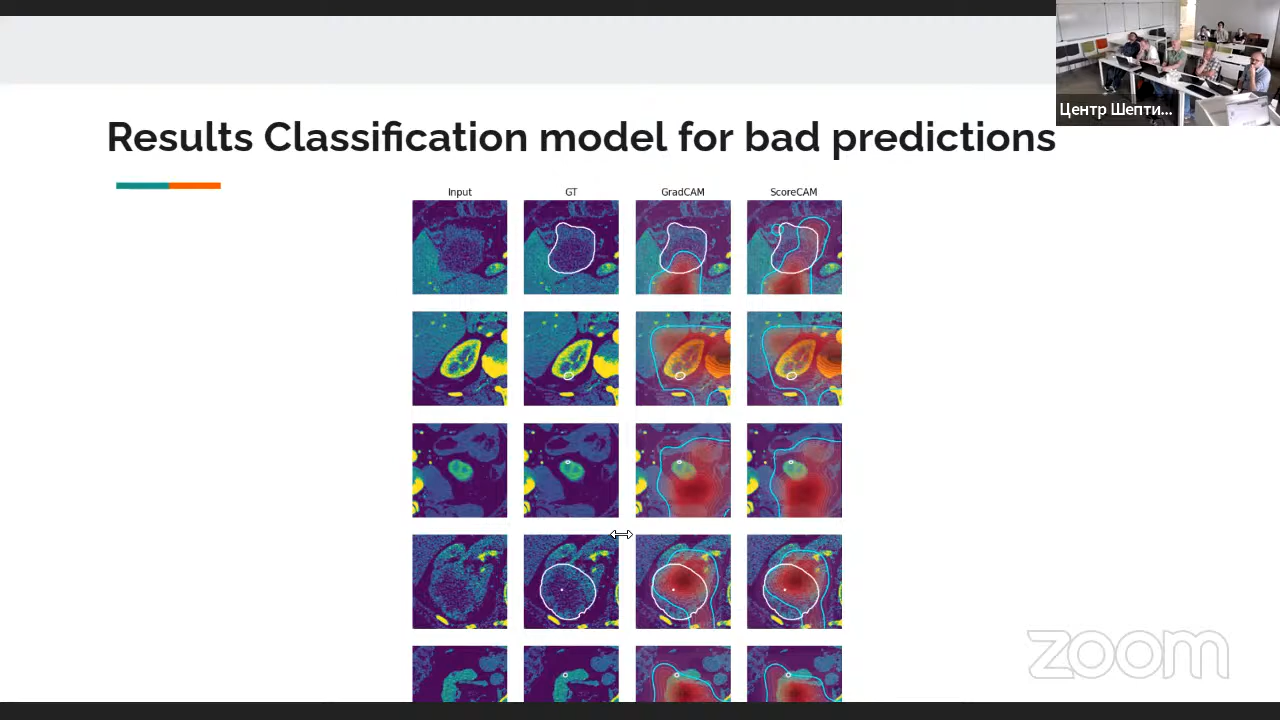 Центр Шепти...
Results Classification model for bad predictions
Input GT GradCAM ScoreCAM
zoom